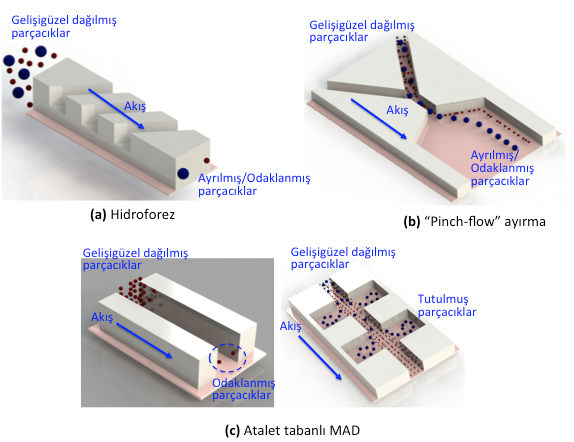 Gelişigüzel dağılmış
parçacıklar
Akış
Ayrılmış/Odaklanmış
parçacıklar
(a) Hidroforez
Gelişigüzel dağılmış
parçacıklar
Akış
Ayrılmış/
Odaklanmış
parçacıklar
(b) “Pinch-flow” ayırma
Gelişigüzel dağılmış
parçacıklar
Akış
Odaklanmış
parçacıklar
Gelişigüzel dağılmış
parçacıklar
Tutulmuş
parçacıklar
Akış
(c) Atalet tabanlı MAD